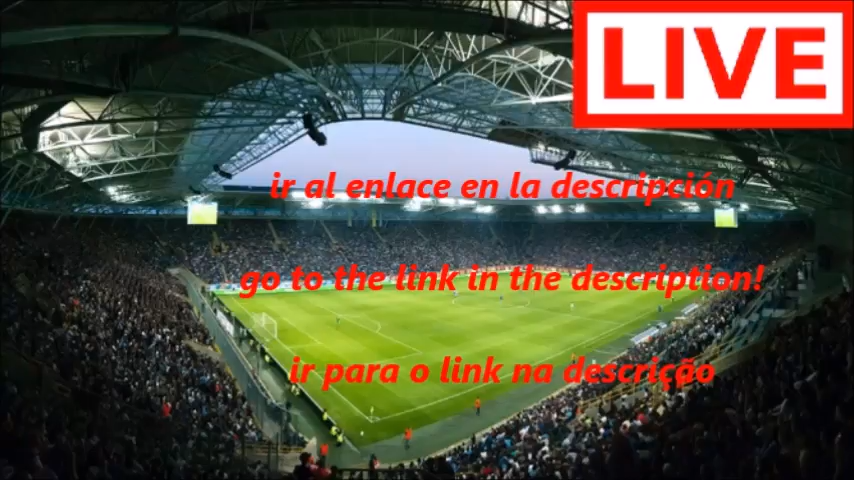 LIVE
ir al enlace en la descripción
go to the link in the description!
ir para o link na descrição